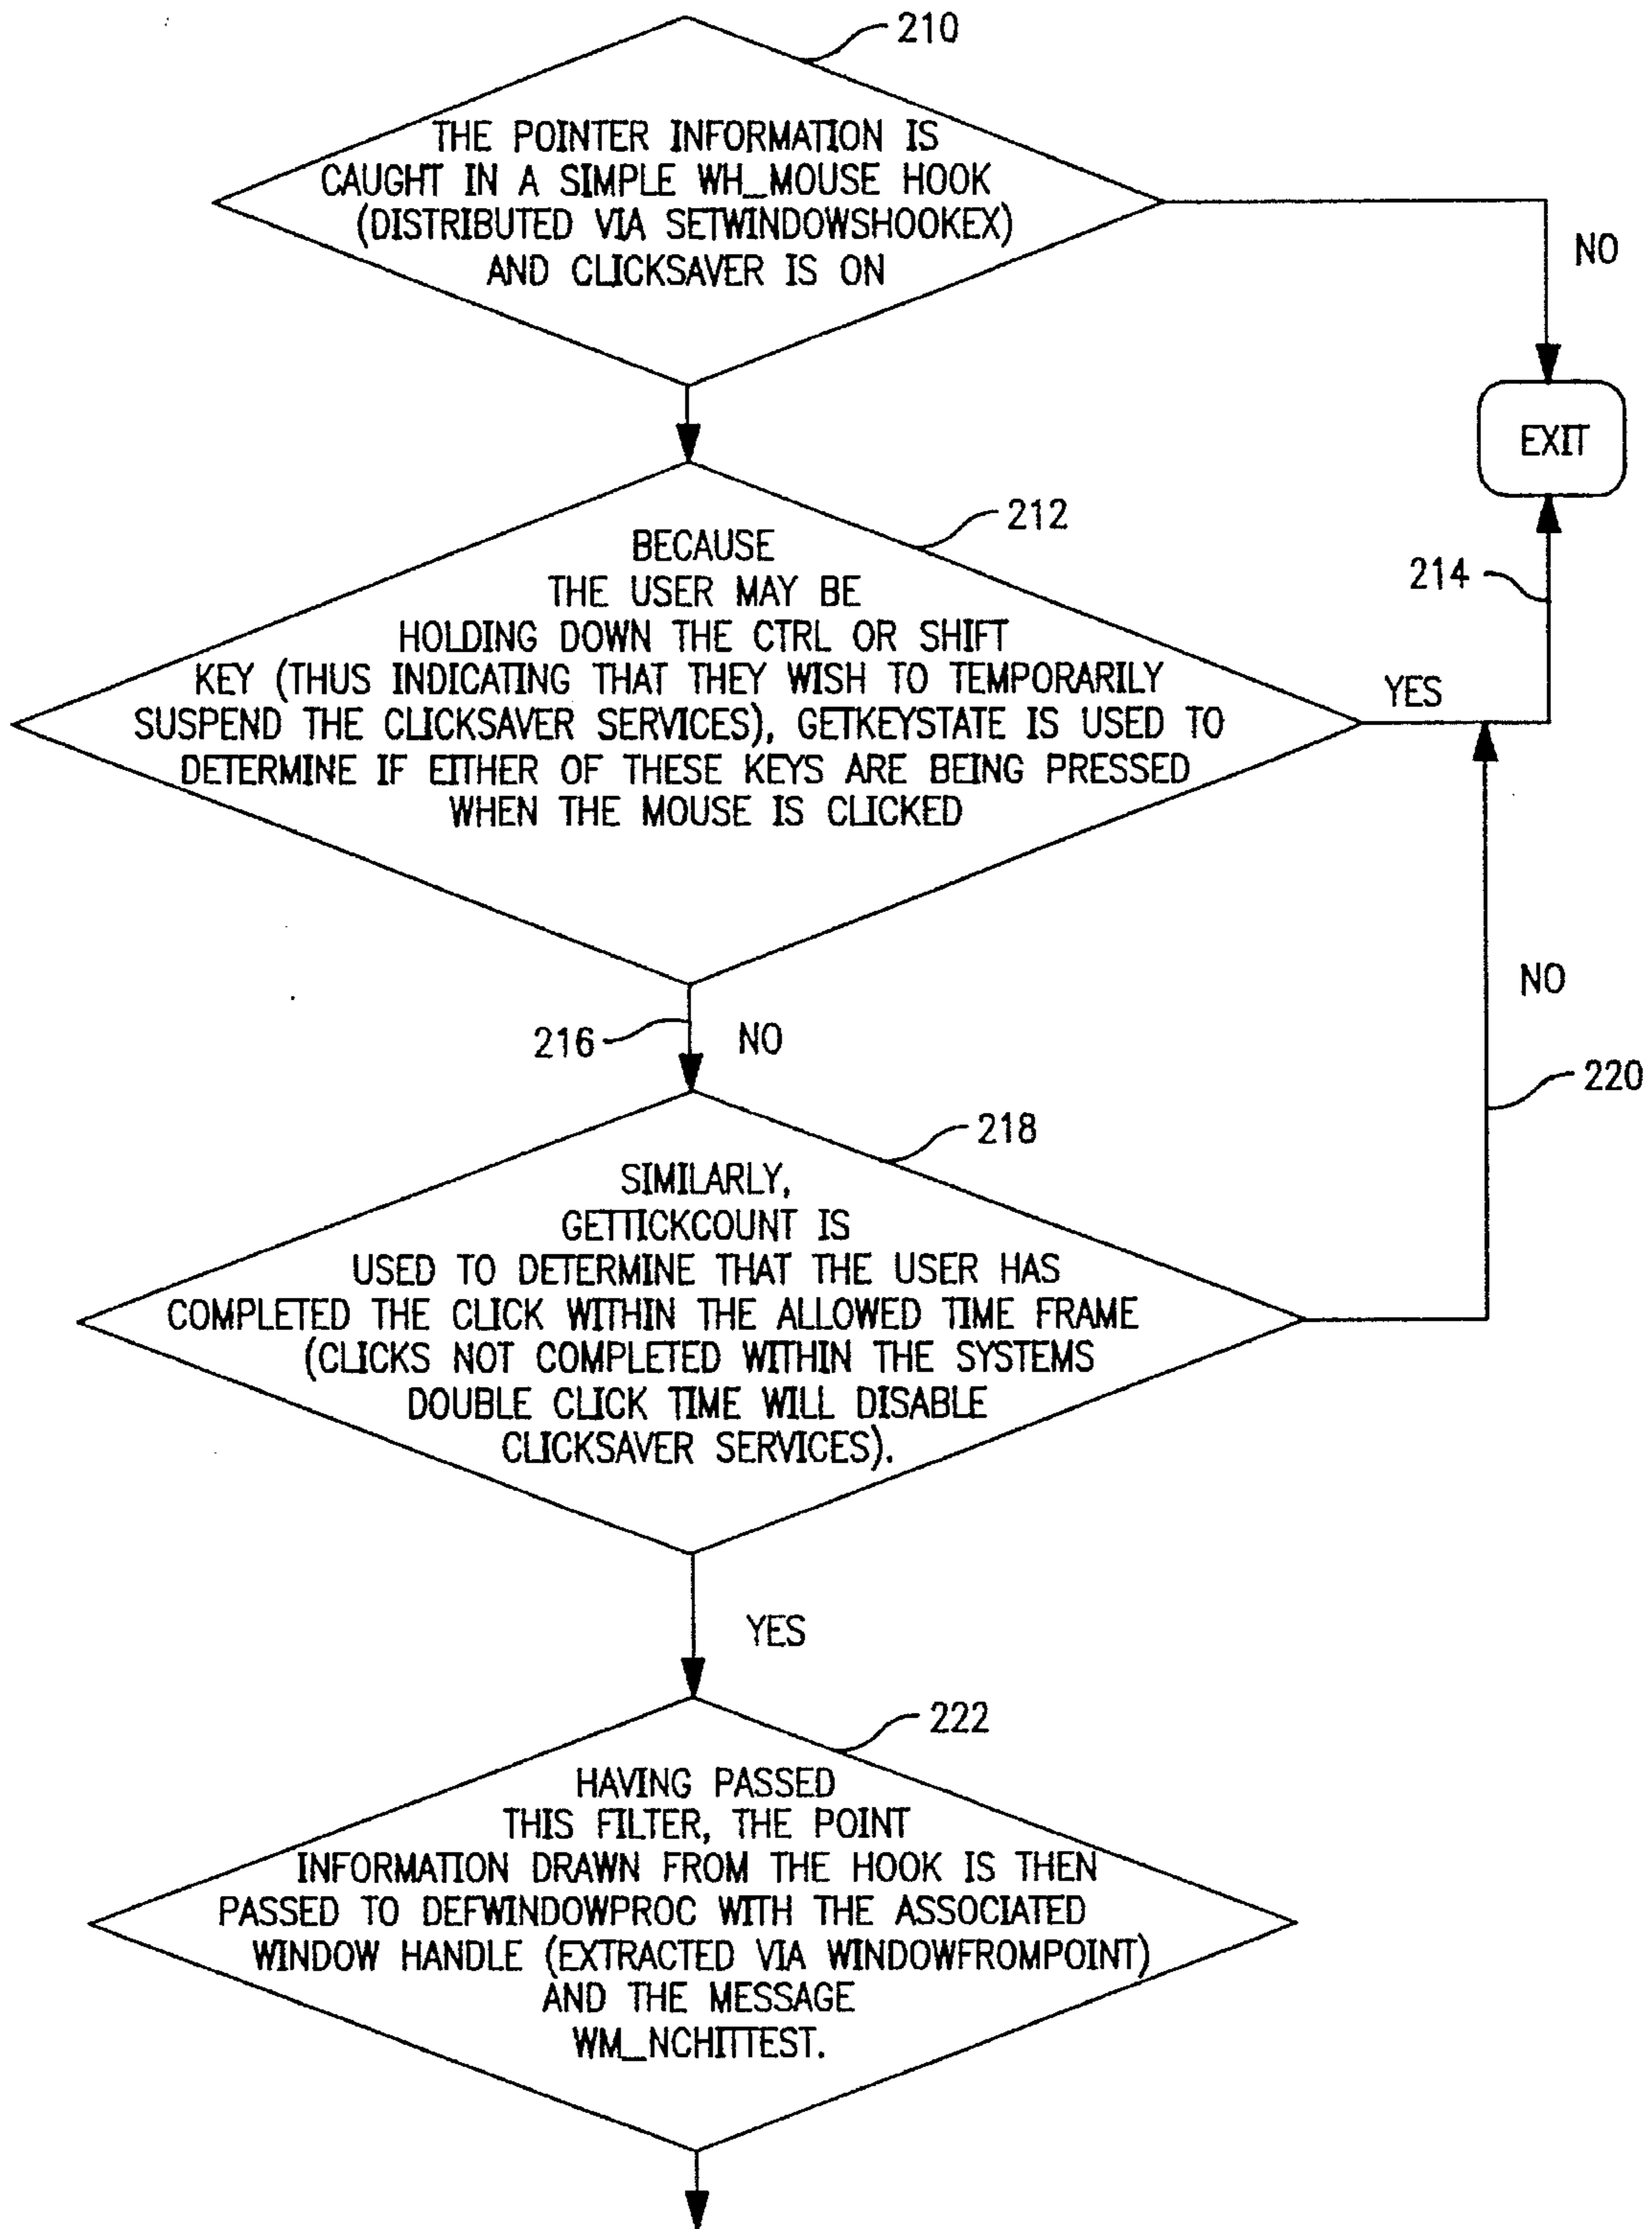 210
THE POINTER INFORMATION IS
CAUGHT IN A SIMPLE WH_MOUSE HOOK
(DISTRIBUTED VIA SETWINDOWSHOOKEX)
AND CLICKSAVER IS ON
NO
EXIT
212
BECAUSE
THE USER MAY BE
HOLDING DOWN THE CTRL OR SHIFT
KEY (THUS INDICATING THAT THEY WISH TO TEMPORARILY
SUSPEND THE CLICKSAVER SERVICES), GETKEYSTATE IS USED TO
DETERMINE IF EITHER OF THESE KEYS ARE BEING PRESSED
WHEN THE MOUSE IS CLICKED
214
YES
216
NO
NO
220
218
SIMILARLY,
GETTICKCOUNT IS
USED TO DETERMINE THAT THE USER HAS
COMPLETED THE CLICK WITHIN THE ALLOWED TIME FRAME
(CLICKS NOT COMPLETED WITHIN THE SYSTEMS
DOUBLE CLICK TIME WILL DISABLE
CLICKSAVER SERVICES).
YES
222
HAVING PASSED
THIS FILTER, THE POINT
INFORMATION DRAWN FROM THE HOOK IS THEN
PASSED TO DEFWINDOWPROC WITH THE ASSOCIATED
WINDOW HANDLE (EXTRACTED VIA WINDOWFROMPOINT)
AND THE MESSAGE
WM_NCHITTEST.